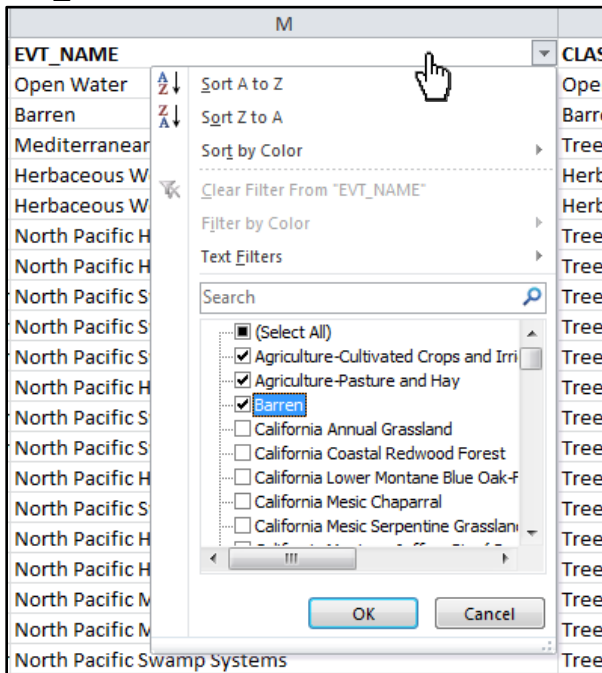 M
EVT_NAME CLAS
Open Water Ope
Barren Barre
Mediterranean Tree
Herbaceous W Herb
Herbaceous W Herb
North Pacific H Tree
North Pacific H Tree
North Pacific S Tree
North Pacific S Tree
North Pacific S Tree
North Pacific H Tree
North Pacific S Tree
North Pacific S Tree
North Pacific H Tree
North Pacific S Tree
North Pacific H Tree
North Pacific H Tree
North Pacific M Tree
North Pacific M Tree
North Pacific Swamp Systems Tree
Sort A to Z
Sort Z to A
Sort by Color
Clear Filter From "EVT_NAME"
Filter by Color
Text Filters
Search
(Select All)
Agriculture-Cultivated Crops and Irri
Agriculture-Pasture and Hay
Barren
California Annual Grassland
California Coastal Redwood Forest
California Lower Montane Blue Oak-F
California Mesic Chaparral
California Mesic Serpentine Grassland
OK Cancel